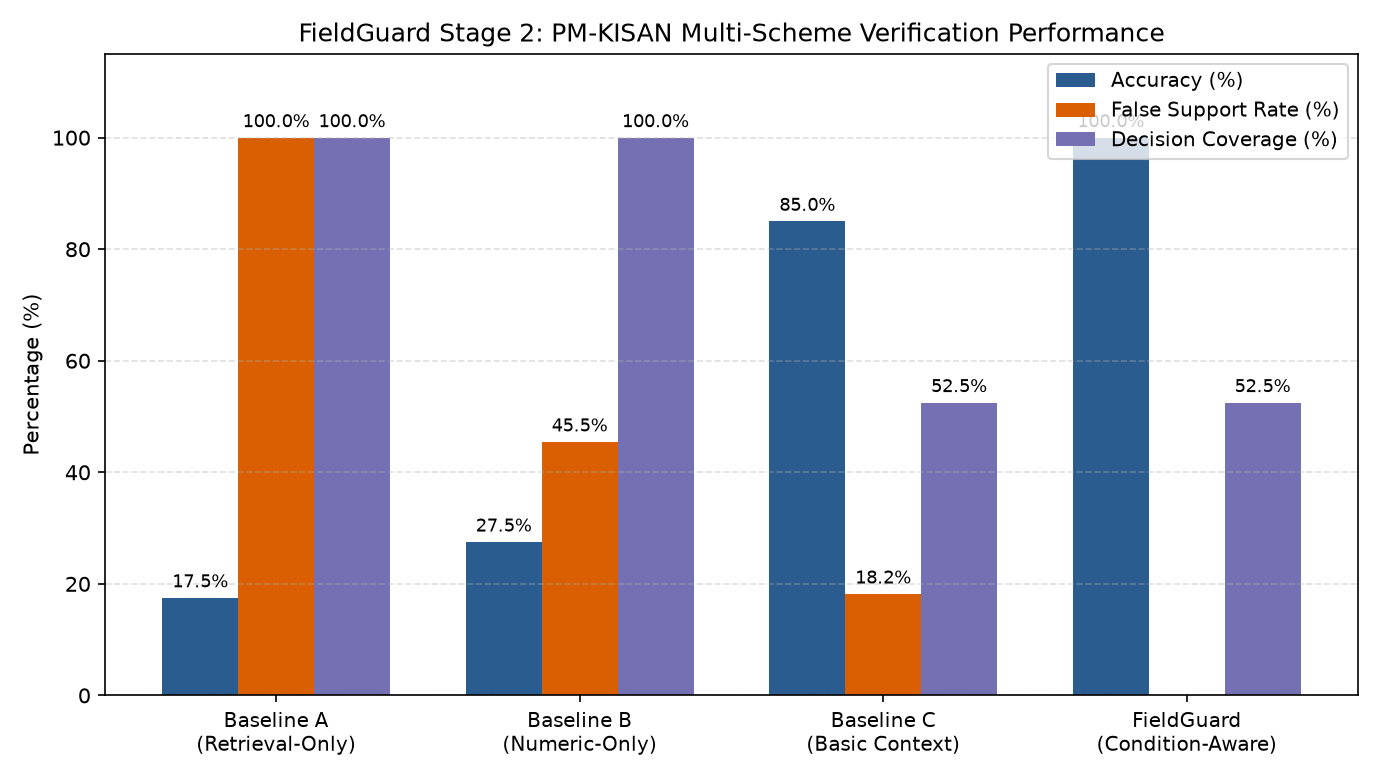 FieldGuard Stage 2: PM-KISAN Multi-Scheme Verification Performance
Accuracy (%)
False Support Rate (%)
Decision Coverage (%)
Percentage (%)
100
80
60
40
20
0
17.5%
100.0%
100.0%
27.5%
45.5%
100.0%
85.0%
18.2%
52.5%
100.0%
52.5%
Baseline A
(Retrieval-Only)
Baseline B
(Numeric-Only)
Baseline C
(Basic Context)
FieldGuard
(Condition-Aware)